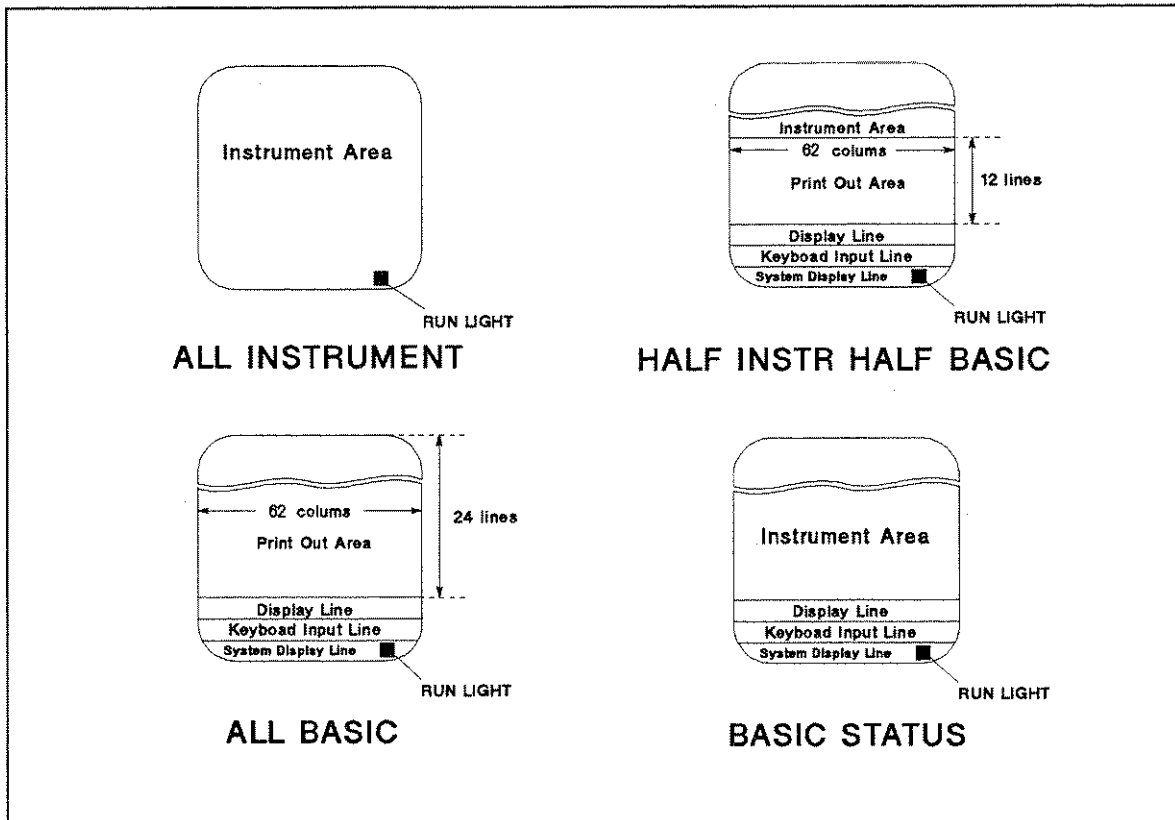 Instrument Area
RUN LIGHT
ALL INSTRUMENT
Instrument Area
62 colums
Print Out Area
12 lines
Display Line
Keyboad Input Line
System Display Line
RUN LIGHT
HALF INSTR HALF BASIC
62 colums
24 lines
Print Out Area
Display Line
Keyboad Input Line
System Display Line
RUN LIGHT
ALL BASIC
Instrument Area
Display Line
Keyboad Input Line
System Display Line
RUN LIGHT
BASIC STATUS